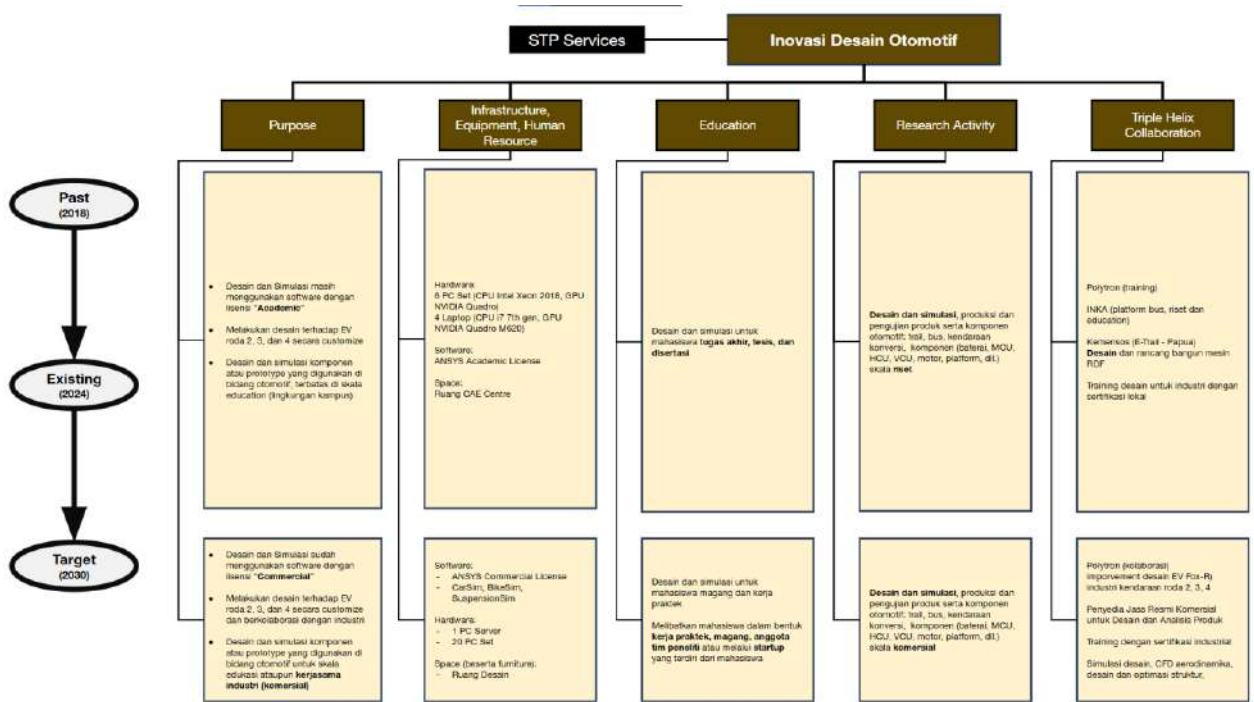 STP Services
Inovasi Desain Otomotif
Purpose
Infrastructure,
Equipment, Human
Resource
Education
Research Activity
Triple Helix
Collaboration
Past
(2018)
Existing
(2024)
Target
(2030)
• Desain dan Simulasi masih
menggunakan software dengan
lisensi "Academic"
• Melakukan desain terhadap EV
roda 2, 3, dan 4 secara customize
• Desain dan simulasi komponen
atau prototype yang digunakan di
bidang otomotif, terbatas di skala
education (lingkungan kampus)
Hardware:
6 PC Set (CPU Intel Xeon 2018, GPU
NVIDIA Quadro)
4 Laptop (CPU i7 7th gen, GPU
NVIDIA Quadro M620)
Software:
ANSYS Academic License
Space:
Ruang CAE Centre
Desain dan simulasi untuk
mahasiswa tugas akhir, tesis, dan
disertasi
Desain dan simulasi, produksi dan
pengujian produk serta komponen
otomotif: trail, bus, kendaraan
konversi, komponen (baterai, MCU,
HCU, VCU, motor, platform, dll.)
skala riset
Polytron (training)
INKA (platform bus, riset dan
education)
Kemensos (E-Trail - Papua)
Desain dan rancang bangun mesin
RDF
Training desain untuk industri dengan
sertifikasi lokal
• Desain dan Simulasi sudah
menggunakan software dengan
lisensi "Commercial"
• Melakukan desain terhadap EV
roda 2, 3, dan 4 secara customize
dan berkolaborasi dengan industri
• Desain dan simulasi komponen
atau prototype yang digunakan di
bidang otomotif untuk skala
edukasi ataupun kerjasama
industri (komersial)
Software:
- ANSYS Commercial License
- CarSim, BikeSim,
SuspensionSim
Hardware:
- 1 PC Server
- 20 PC Set
Space (beserta furniture):
- Ruang Desain
Desain dan simulasi untuk
mahasiswa magang dan kerja
praktek
Melibatkan mahasiswa dalam bentuk
kerja praktek, magang, anggota
tim peneliti atau melalui startup
yang terdiri dari mahasiswa
Desain dan simulasi, produksi dan
pengujian produk serta komponen
otomotif: trail, bus, kendaraan
konversi, komponen (baterai, MCU,
HCU, VCU, motor, platform, dll.)
skala komersial
Polytron (kolaborasi)
imporvement desain EV Fox-R)
industri kendaraan roda 2, 3, 4
Penyedia Jasa Resmi Komersial
untuk Desain dan Analisis Produk
Training dengan sertifikasi industrial
Simulasi desain, CFD aerodinamika,
desain dan optimasi struktur,